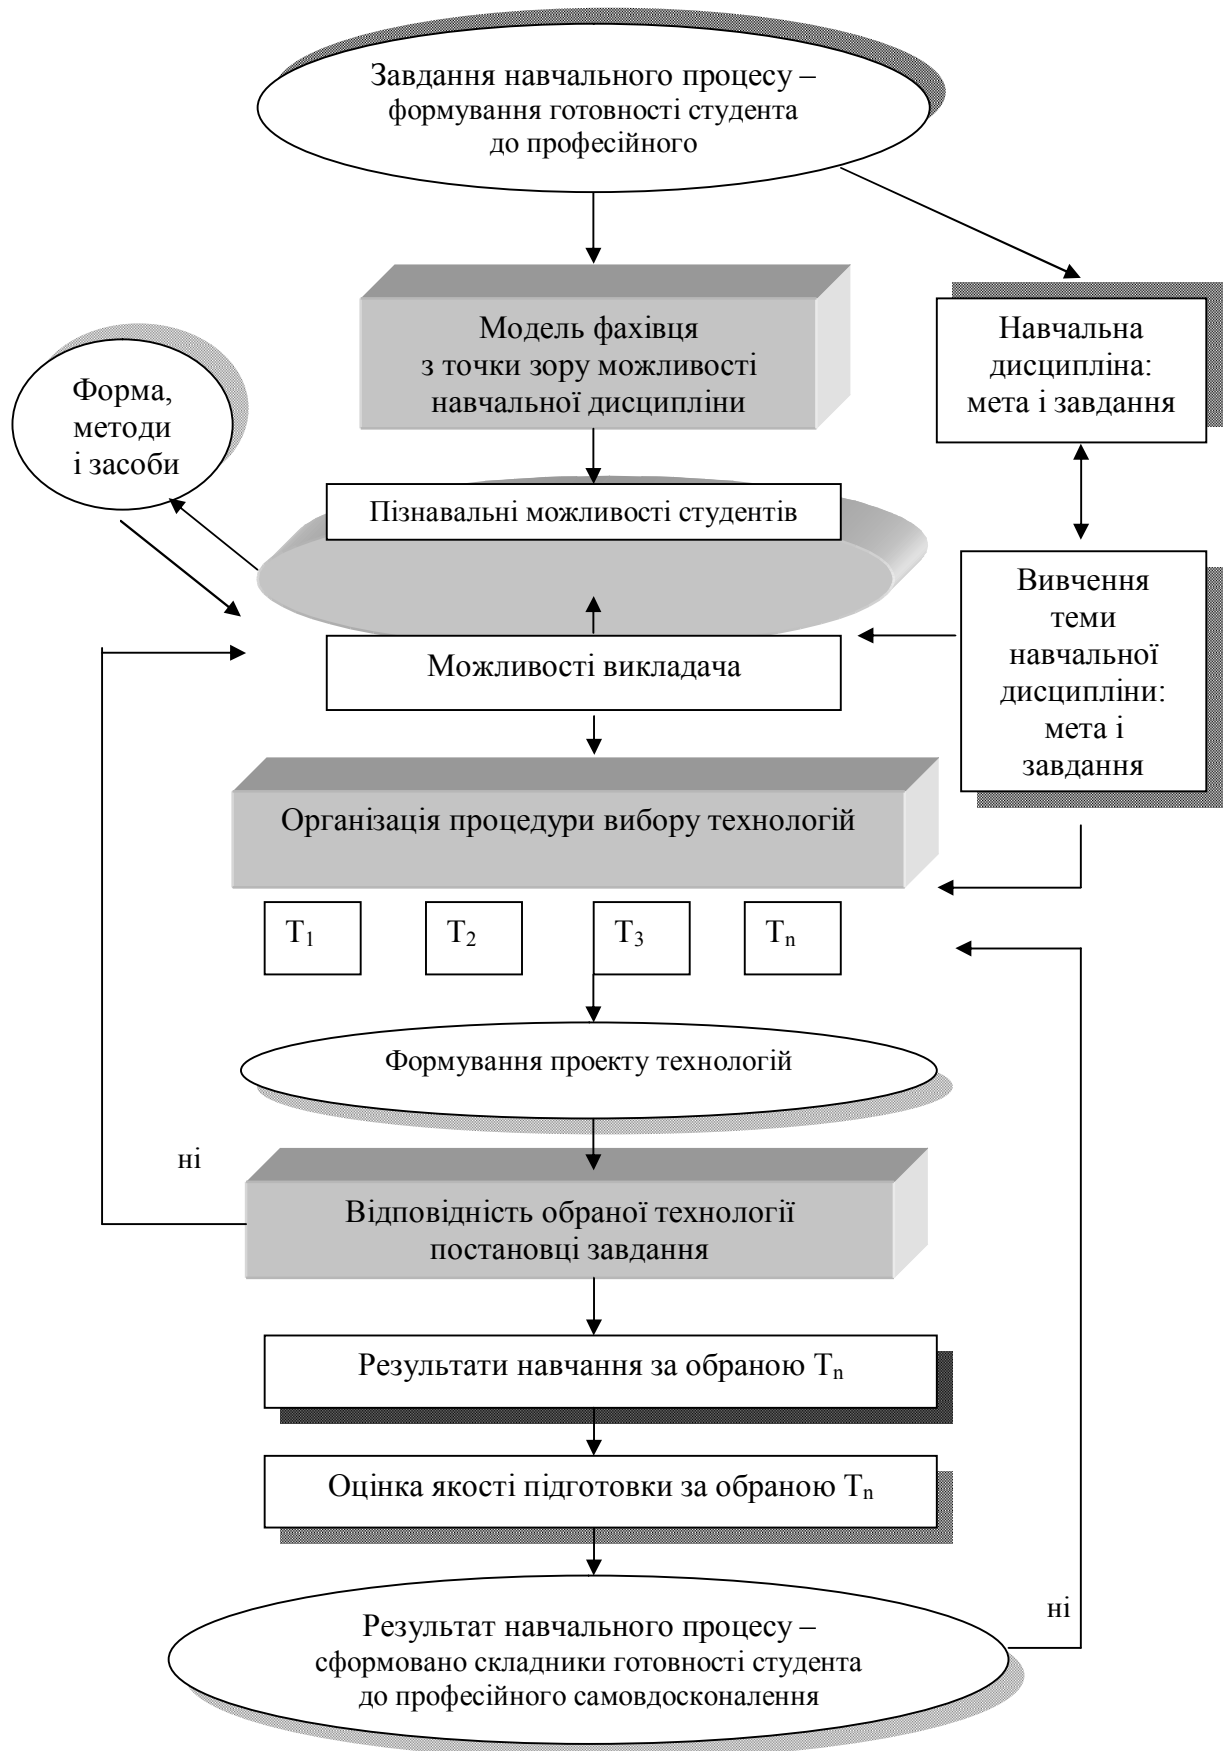 Завдання навчального процесу –
формування готовності студента
до професійного
Модель фахівця
з точки зору можливості
навчальної дисципліни
Навчальна
дисципліна:
мета і завдання
Форма,
методи
і засоби
Пізнавальні можливості студентів
Вивчення
теми
навчальної
дисципліни:
мета і
завдання
Можливості викладача
Організація процедури вибору технологій
T₁ T₂ T₃ Tₙ
Формування проекту технологій
ні
Відповідність обраної технології
постановці завдання
Результати навчання за обраною Tₙ
Оцінка якості підготовки за обраною Tₙ
ні
Результат навчального процесу –
сформовано складники готовності студента
до професійного самовдосконалення